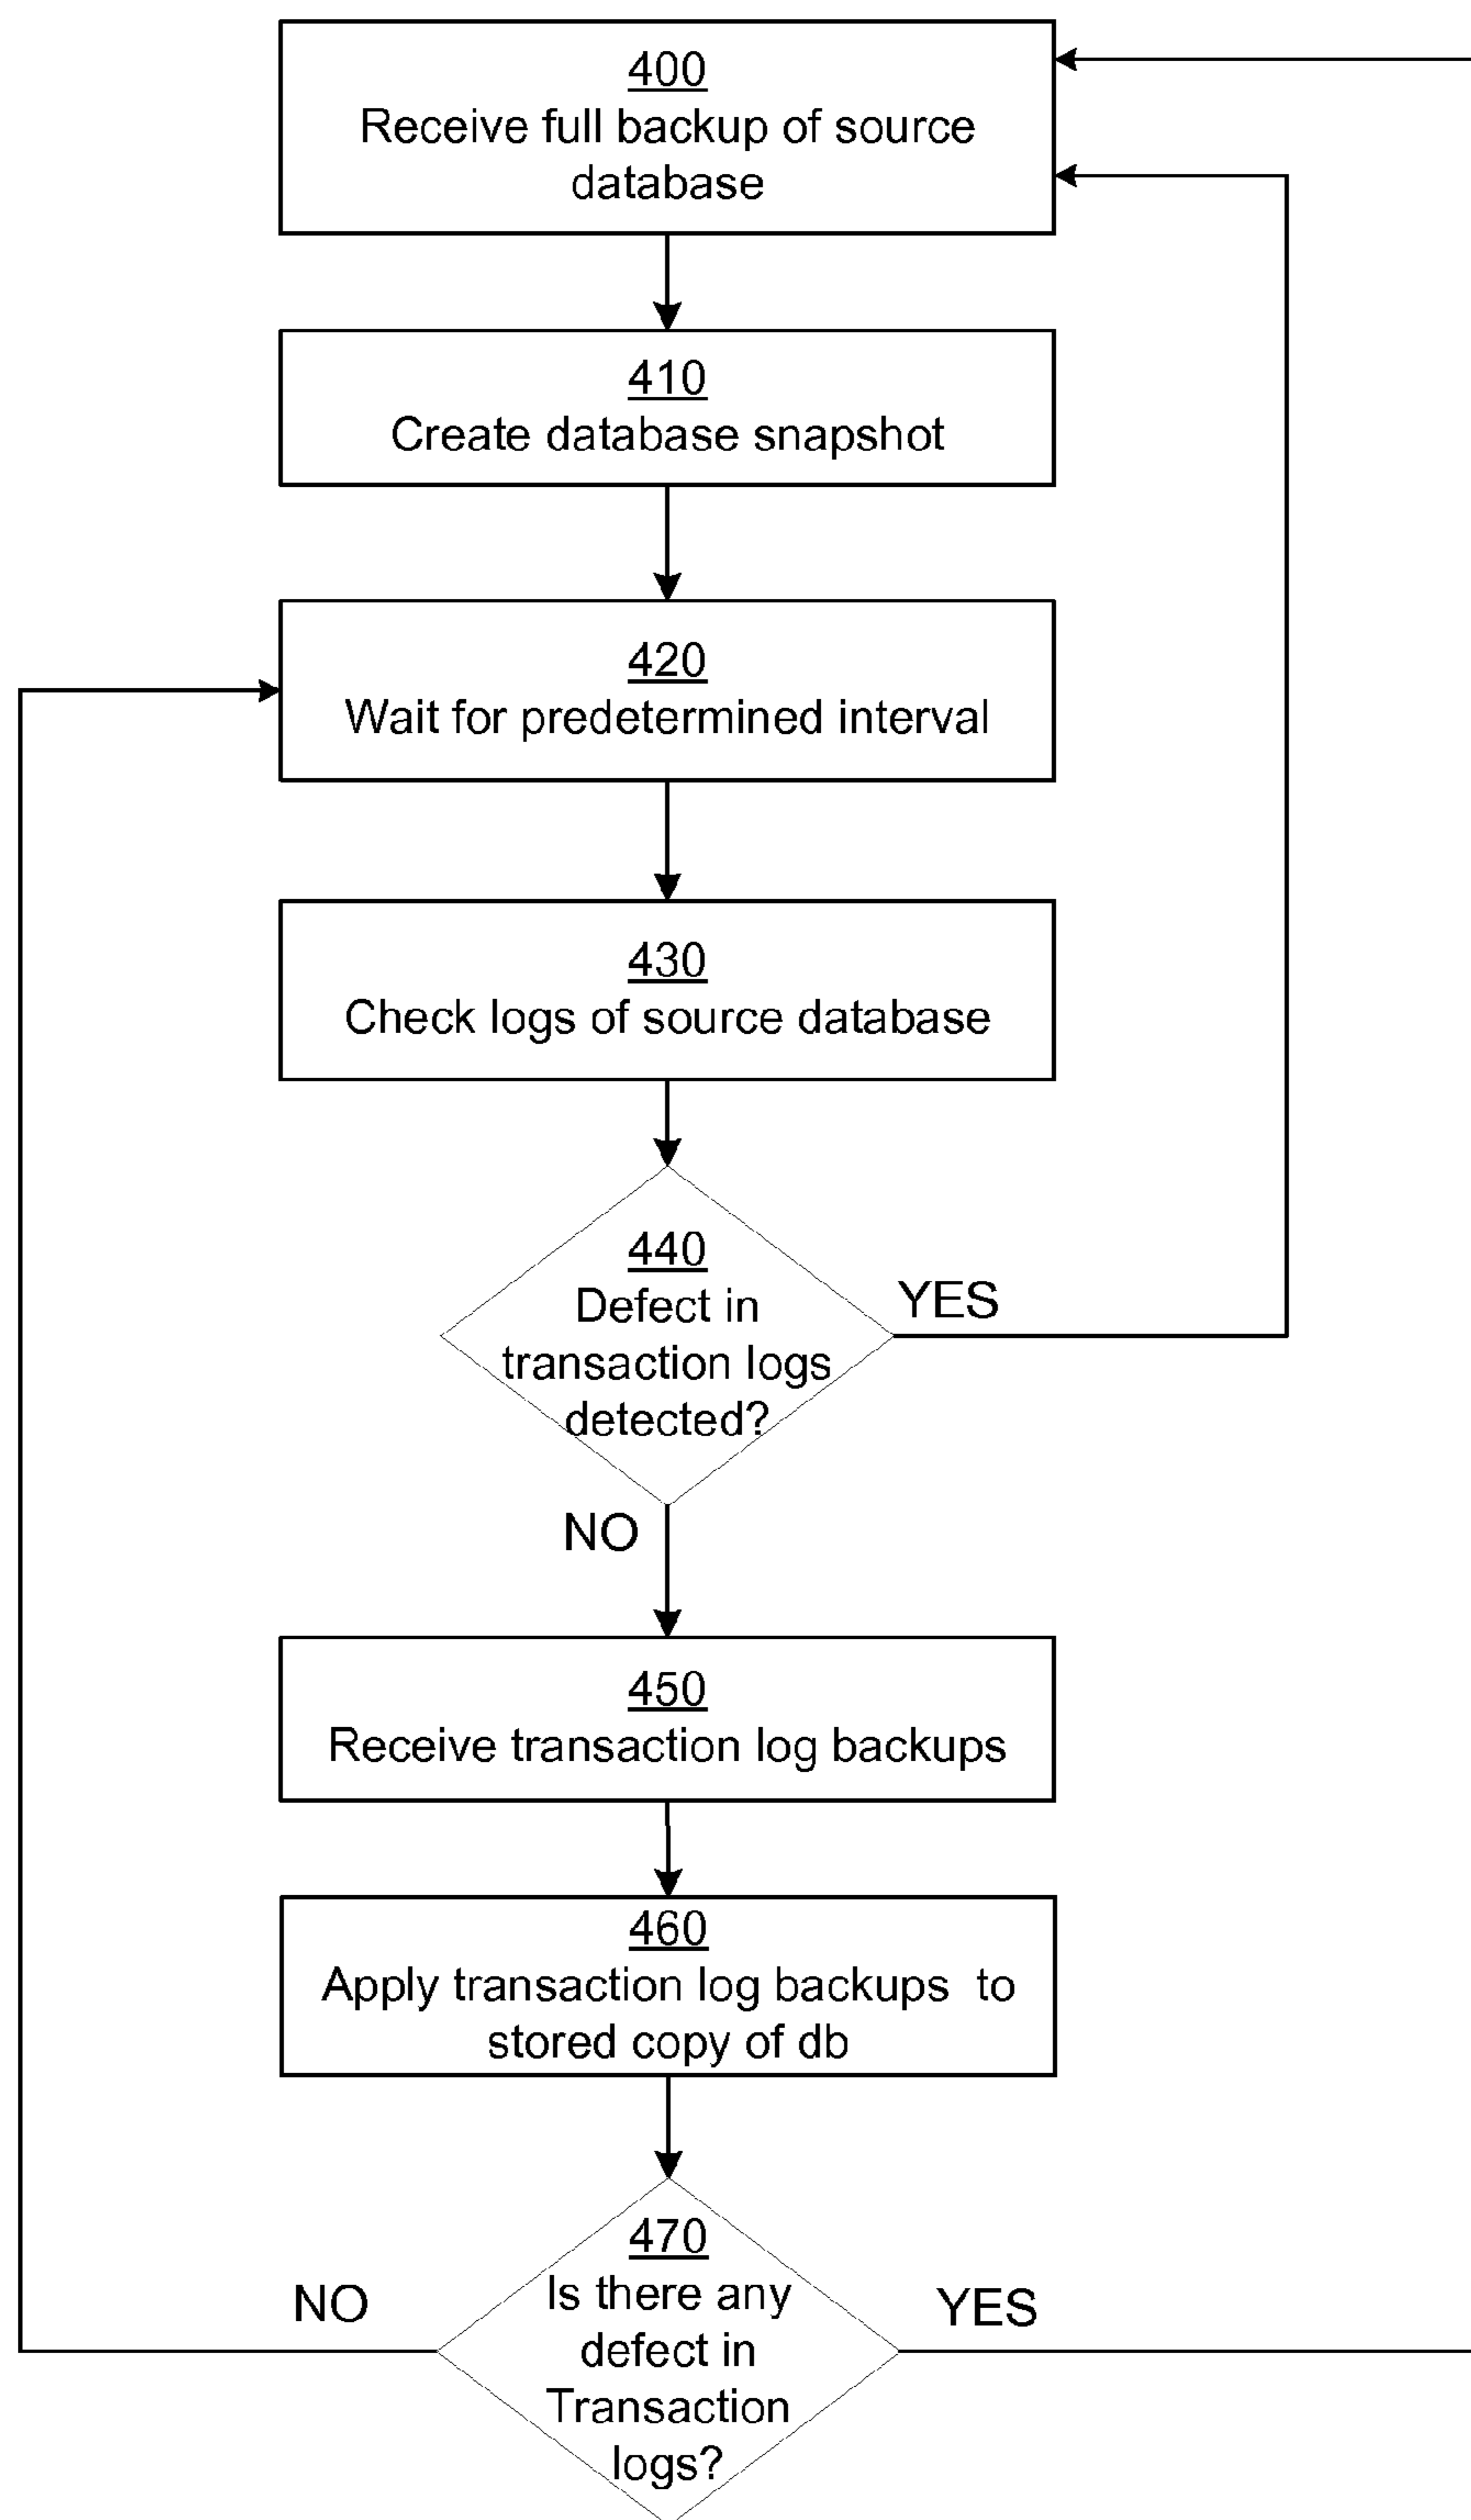 400
Receive full backup of source
database
410
Create database snapshot
420
Wait for predetermined interval
430
Check logs of source database
440
Defect in
transaction logs
detected?
YES
NO
450
Receive transaction log backups
460
Apply transaction log backups to
stored copy of db
470
Is there any
defect in
Transaction
logs?
NO
YES